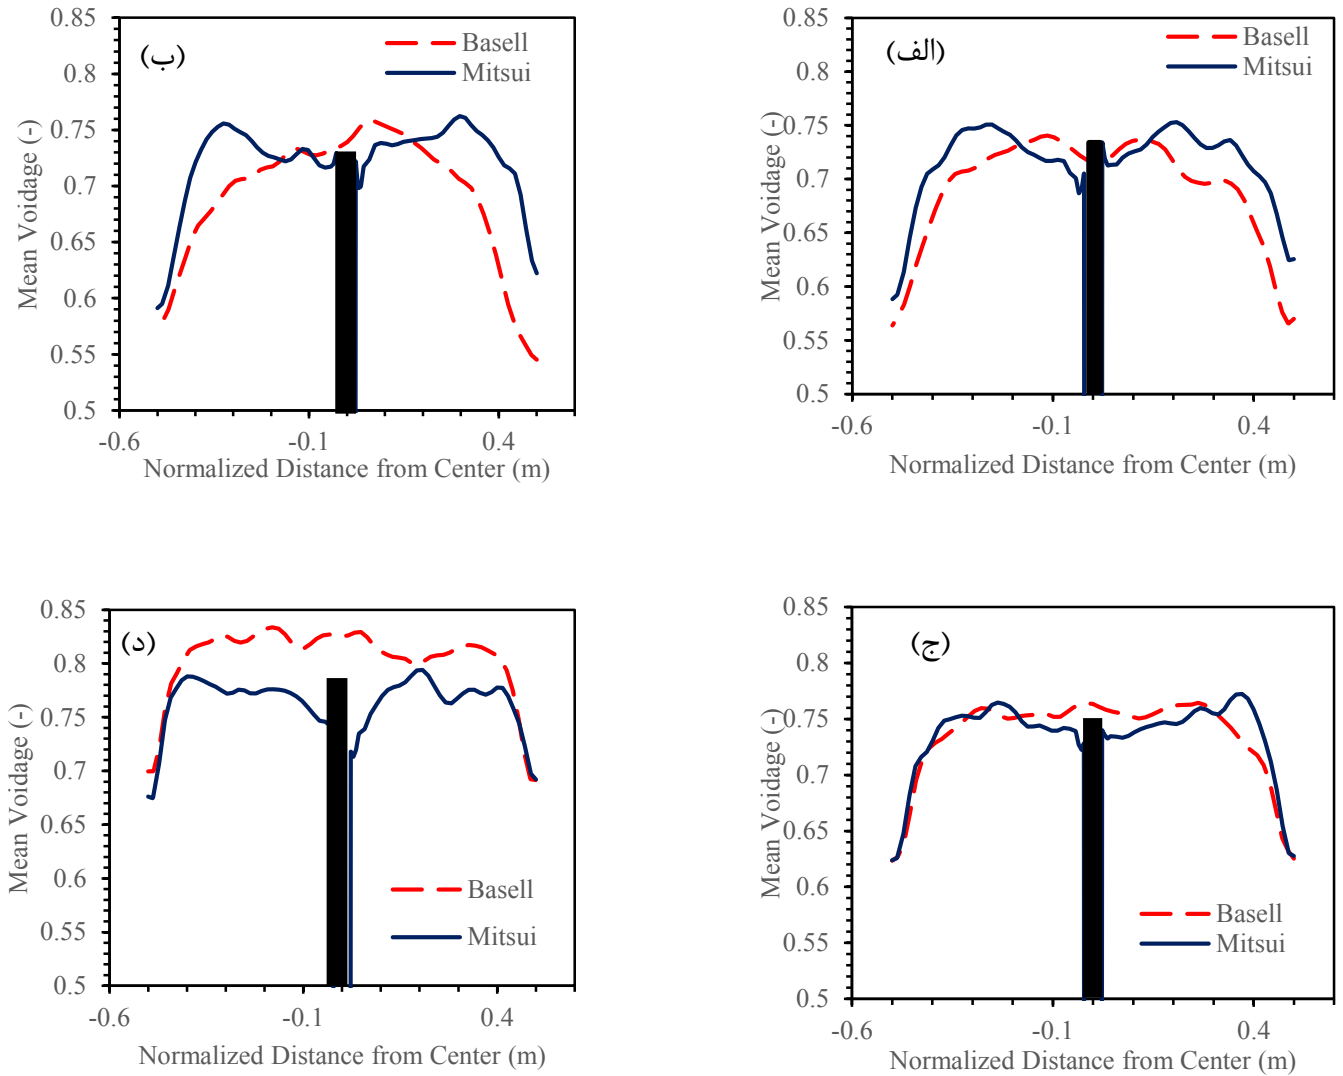 (ب)
Basell
Mitsui
0.85
0.8
0.75
0.7
0.65
0.6
0.55
0.5
-0.6
-0.1
0.4
Mean Voidage (-)
Normalized Distance from Center (m)
(الف)
Basell
Mitsui
0.85
0.8
0.75
0.7
0.65
0.6
0.55
0.5
-0.6
-0.1
0.4
Mean Voidage (-)
Normalized Distance from Center (m)
(د)
0.85
0.8
0.75
0.7
0.65
0.6
0.55
0.5
Basell
Mitsui
-0.6
-0.1
0.4
Mean Voidage (-)
Normalized Distance from Center (m)
(ج)
0.85
0.8
0.75
0.7
0.65
0.6
0.55
0.5
Basell
Mitsui
-0.6
-0.1
0.4
Mean Voidage (-)
Normalized Distance from Center (m)